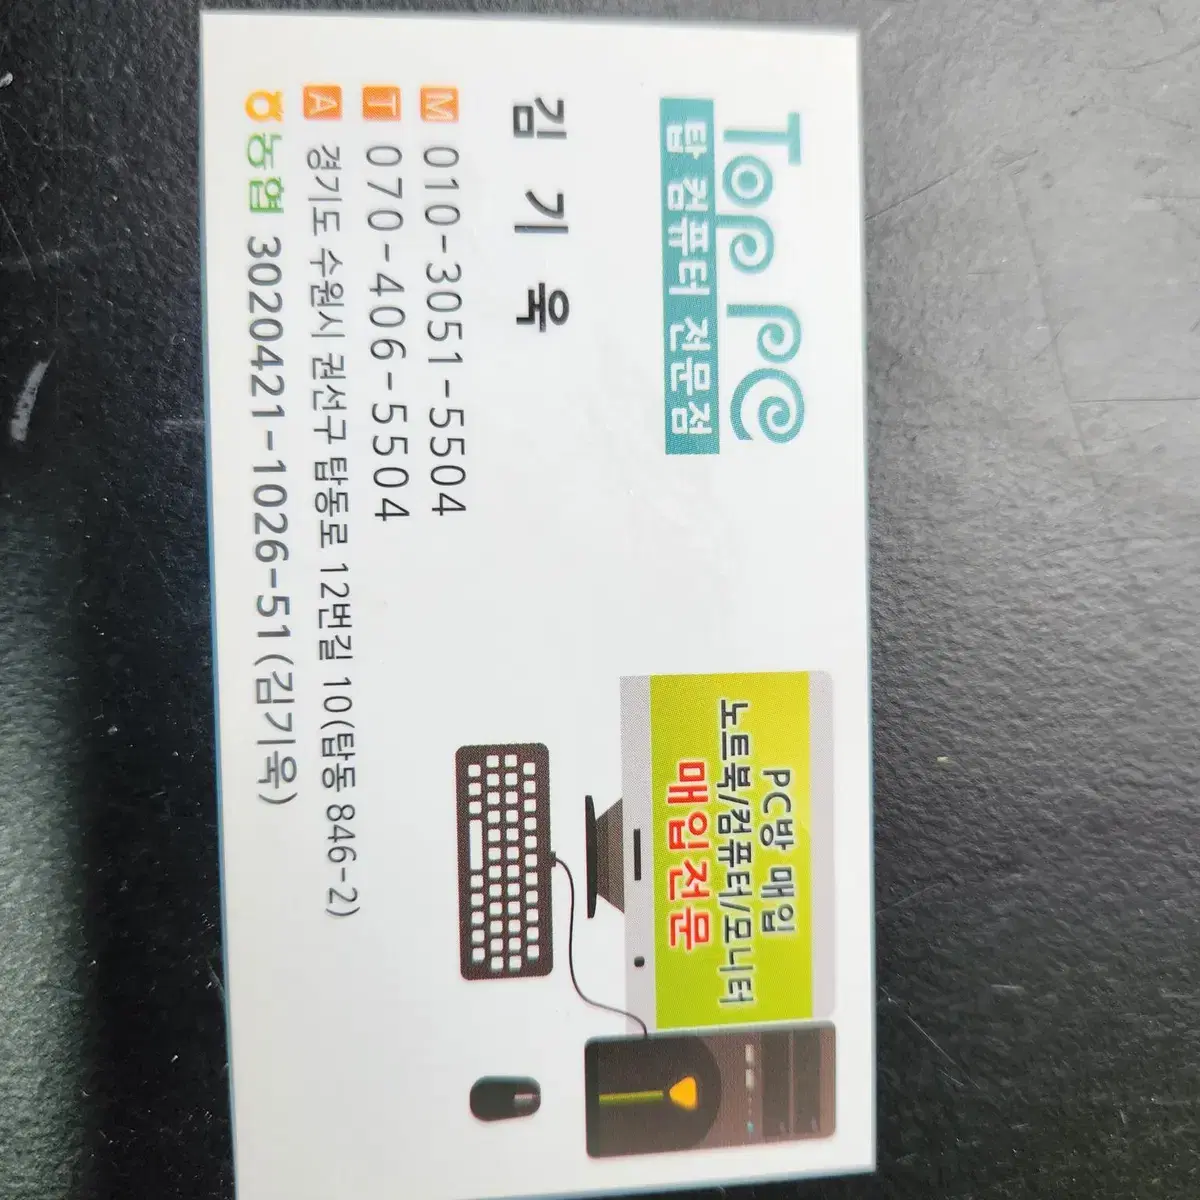 Top PC
탑 컴퓨터 전문점
PC방 매입
노트북/컴퓨터/모니터
매입전문
김 기 욱
M 010-3051-5504
T 070-406-5504
A 경기도 수원시 권선구 탑동로 12번길 10(탑동 846-2)
농협 3020421-1026-51(김기욱)